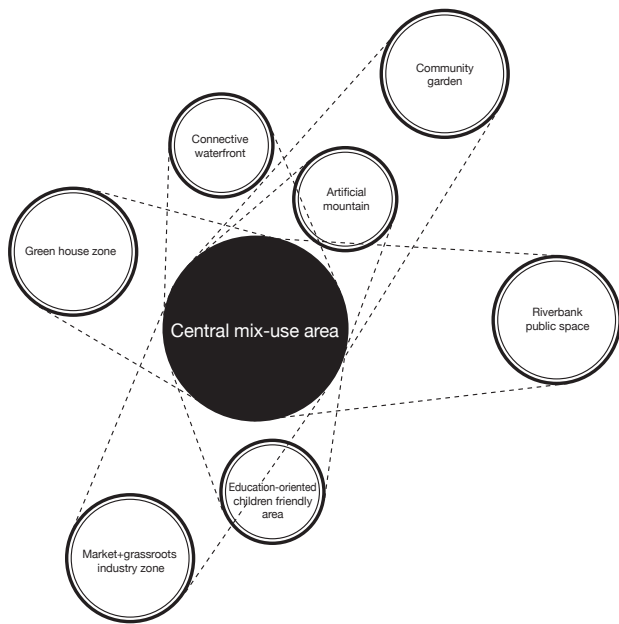 Community
garden
Connective
waterfront
Artificial
mountain
Green house zone
Riverbank
public space
Central mix-use area
Education-oriented
children friendly
area
Market+grassroots
industry zone